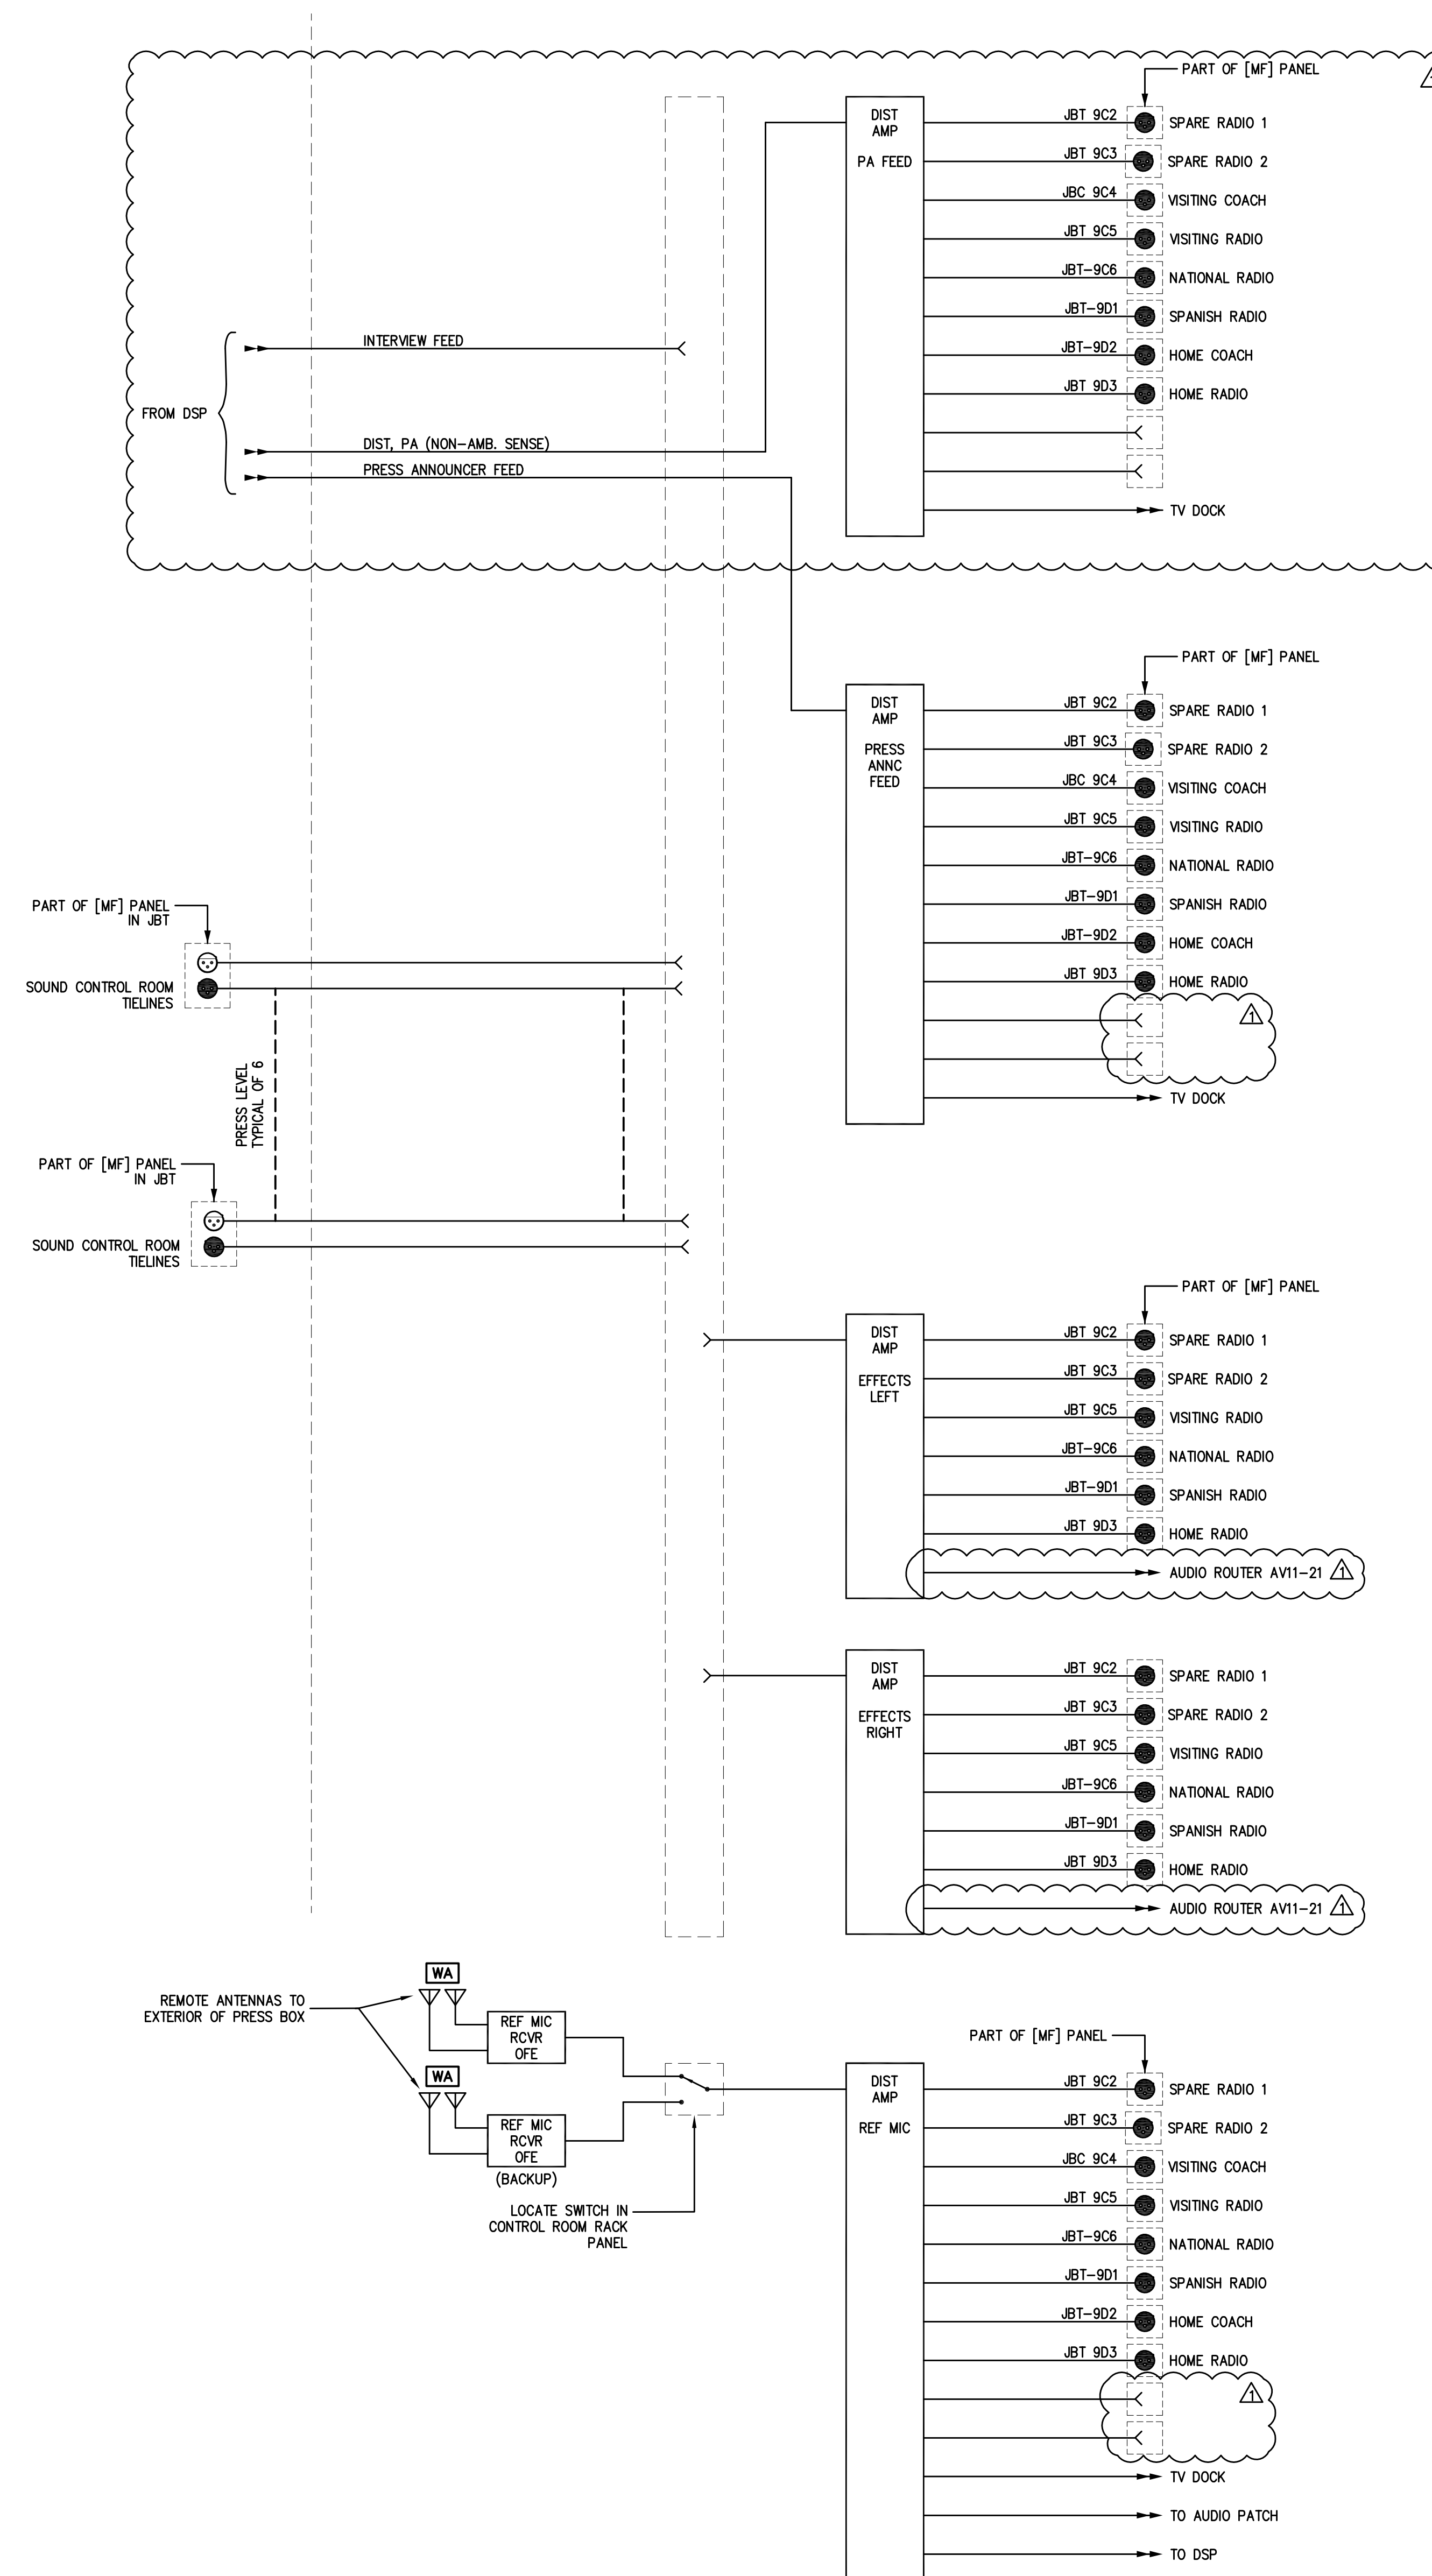 PART OF [MF] PANEL
DIST
AMP
PA FEED
JBT 9C2
SPARE RADIO 1
JBT 9C3
SPARE RADIO 2
JBC 9C4
VISITING COACH
JBT 9C5
VISITING RADIO
JBT-9C6
NATIONAL RADIO
JBT-9D1
SPANISH RADIO
JBT-9D2
HOME COACH
JBT 9D3
HOME RADIO
TV DOCK
FROM DSP
INTERVIEW FEED
DIST, PA (NON-AMB. SENSE)
PRESS ANNOUNCER FEED
PART OF [MF] PANEL
DIST
AMP
PRESS
ANNC
FEED
JBT 9C2
SPARE RADIO 1
JBT 9C3
SPARE RADIO 2
JBC 9C4
VISITING COACH
JBT 9C5
VISITING RADIO
JBT-9C6
NATIONAL RADIO
JBT-9D1
SPANISH RADIO
JBT-9D2
HOME COACH
JBT 9D3
HOME RADIO
1
TV DOCK
PART OF [MF] PANEL
IN JBT
SOUND CONTROL ROOM
TIELINES
PRESS LEVEL
TYPICAL OF 6
PART OF [MF] PANEL
IN JBT
SOUND CONTROL ROOM
TIELINES
PART OF [MF] PANEL
DIST
AMP
EFFECTS
LEFT
JBT 9C2
SPARE RADIO 1
JBT 9C3
SPARE RADIO 2
JBT 9C5
VISITING RADIO
JBT-9C6
NATIONAL RADIO
JBT-9D1
SPANISH RADIO
JBT 9D3
HOME RADIO
AUDIO ROUTER AV11-21 1
DIST
AMP
EFFECTS
RIGHT
JBT 9C2
SPARE RADIO 1
JBT 9C3
SPARE RADIO 2
JBT 9C5
VISITING RADIO
JBT-9C6
NATIONAL RADIO
JBT-9D1
SPANISH RADIO
JBT 9D3
HOME RADIO
AUDIO ROUTER AV11-21 1
REMOTE ANTENNAS TO
EXTERIOR OF PRESS BOX
WA
REF MIC
RCVR
OFE
WA
REF MIC
RCVR
OFE
(BACKUP)
LOCATE SWITCH IN
CONTROL ROOM RACK
PANEL
PART OF [MF] PANEL
DIST
AMP
REF MIC
JBT 9C2
SPARE RADIO 1
JBT 9C3
SPARE RADIO 2
JBC 9C4
VISITING COACH
JBT 9C5
VISITING RADIO
JBT-9C6
NATIONAL RADIO
JBT-9D1
SPANISH RADIO
JBT-9D2
HOME COACH
JBT 9D3
HOME RADIO
1
TV DOCK
TO AUDIO PATCH
TO DSP